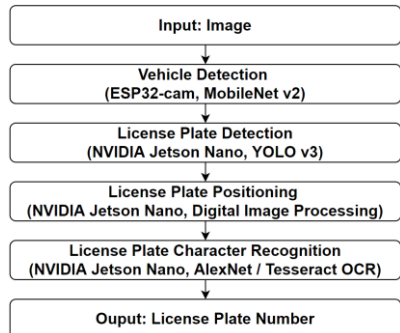 Input: Image
Vehicle Detection
(ESP32-cam, MobileNet v2)
License Plate Detection
(NVIDIA Jetson Nano, YOLO v3)
License Plate Positioning
(NVIDIA Jetson Nano, Digital Image Processing)
License Plate Character Recognition
(NVIDIA Jetson Nano, AlexNet / Tesseract OCR)
Ouput: License Plate Number